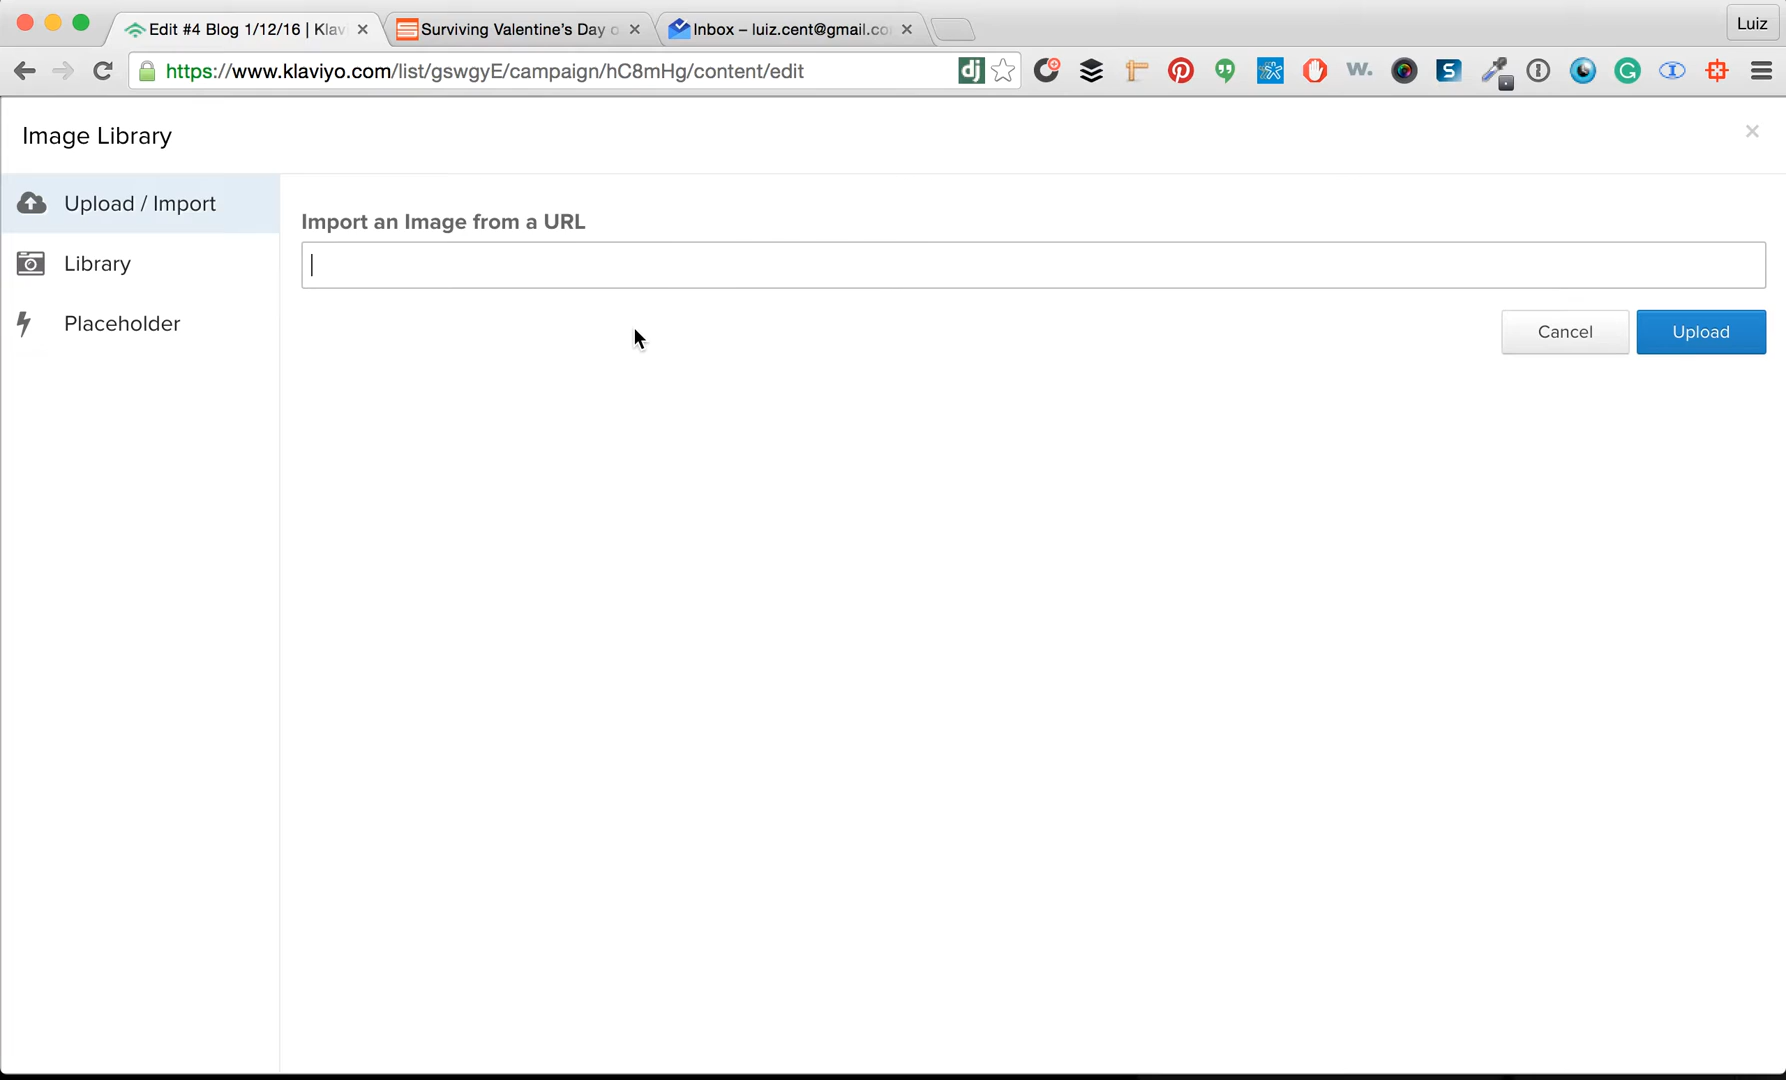 Edit #4 Blog 1/12/16 | Klav
Surviving Valentine's Day o
Inbox – luiz.cent@gmail.co
Luiz
https://www.klaviyo.com/list/gswgyE/campaign/hC8mHg/content/edit
dj
w.
S
Image Library
Upload / Import
Import an Image from a URL
Library
Placeholder
Cancel
Upload